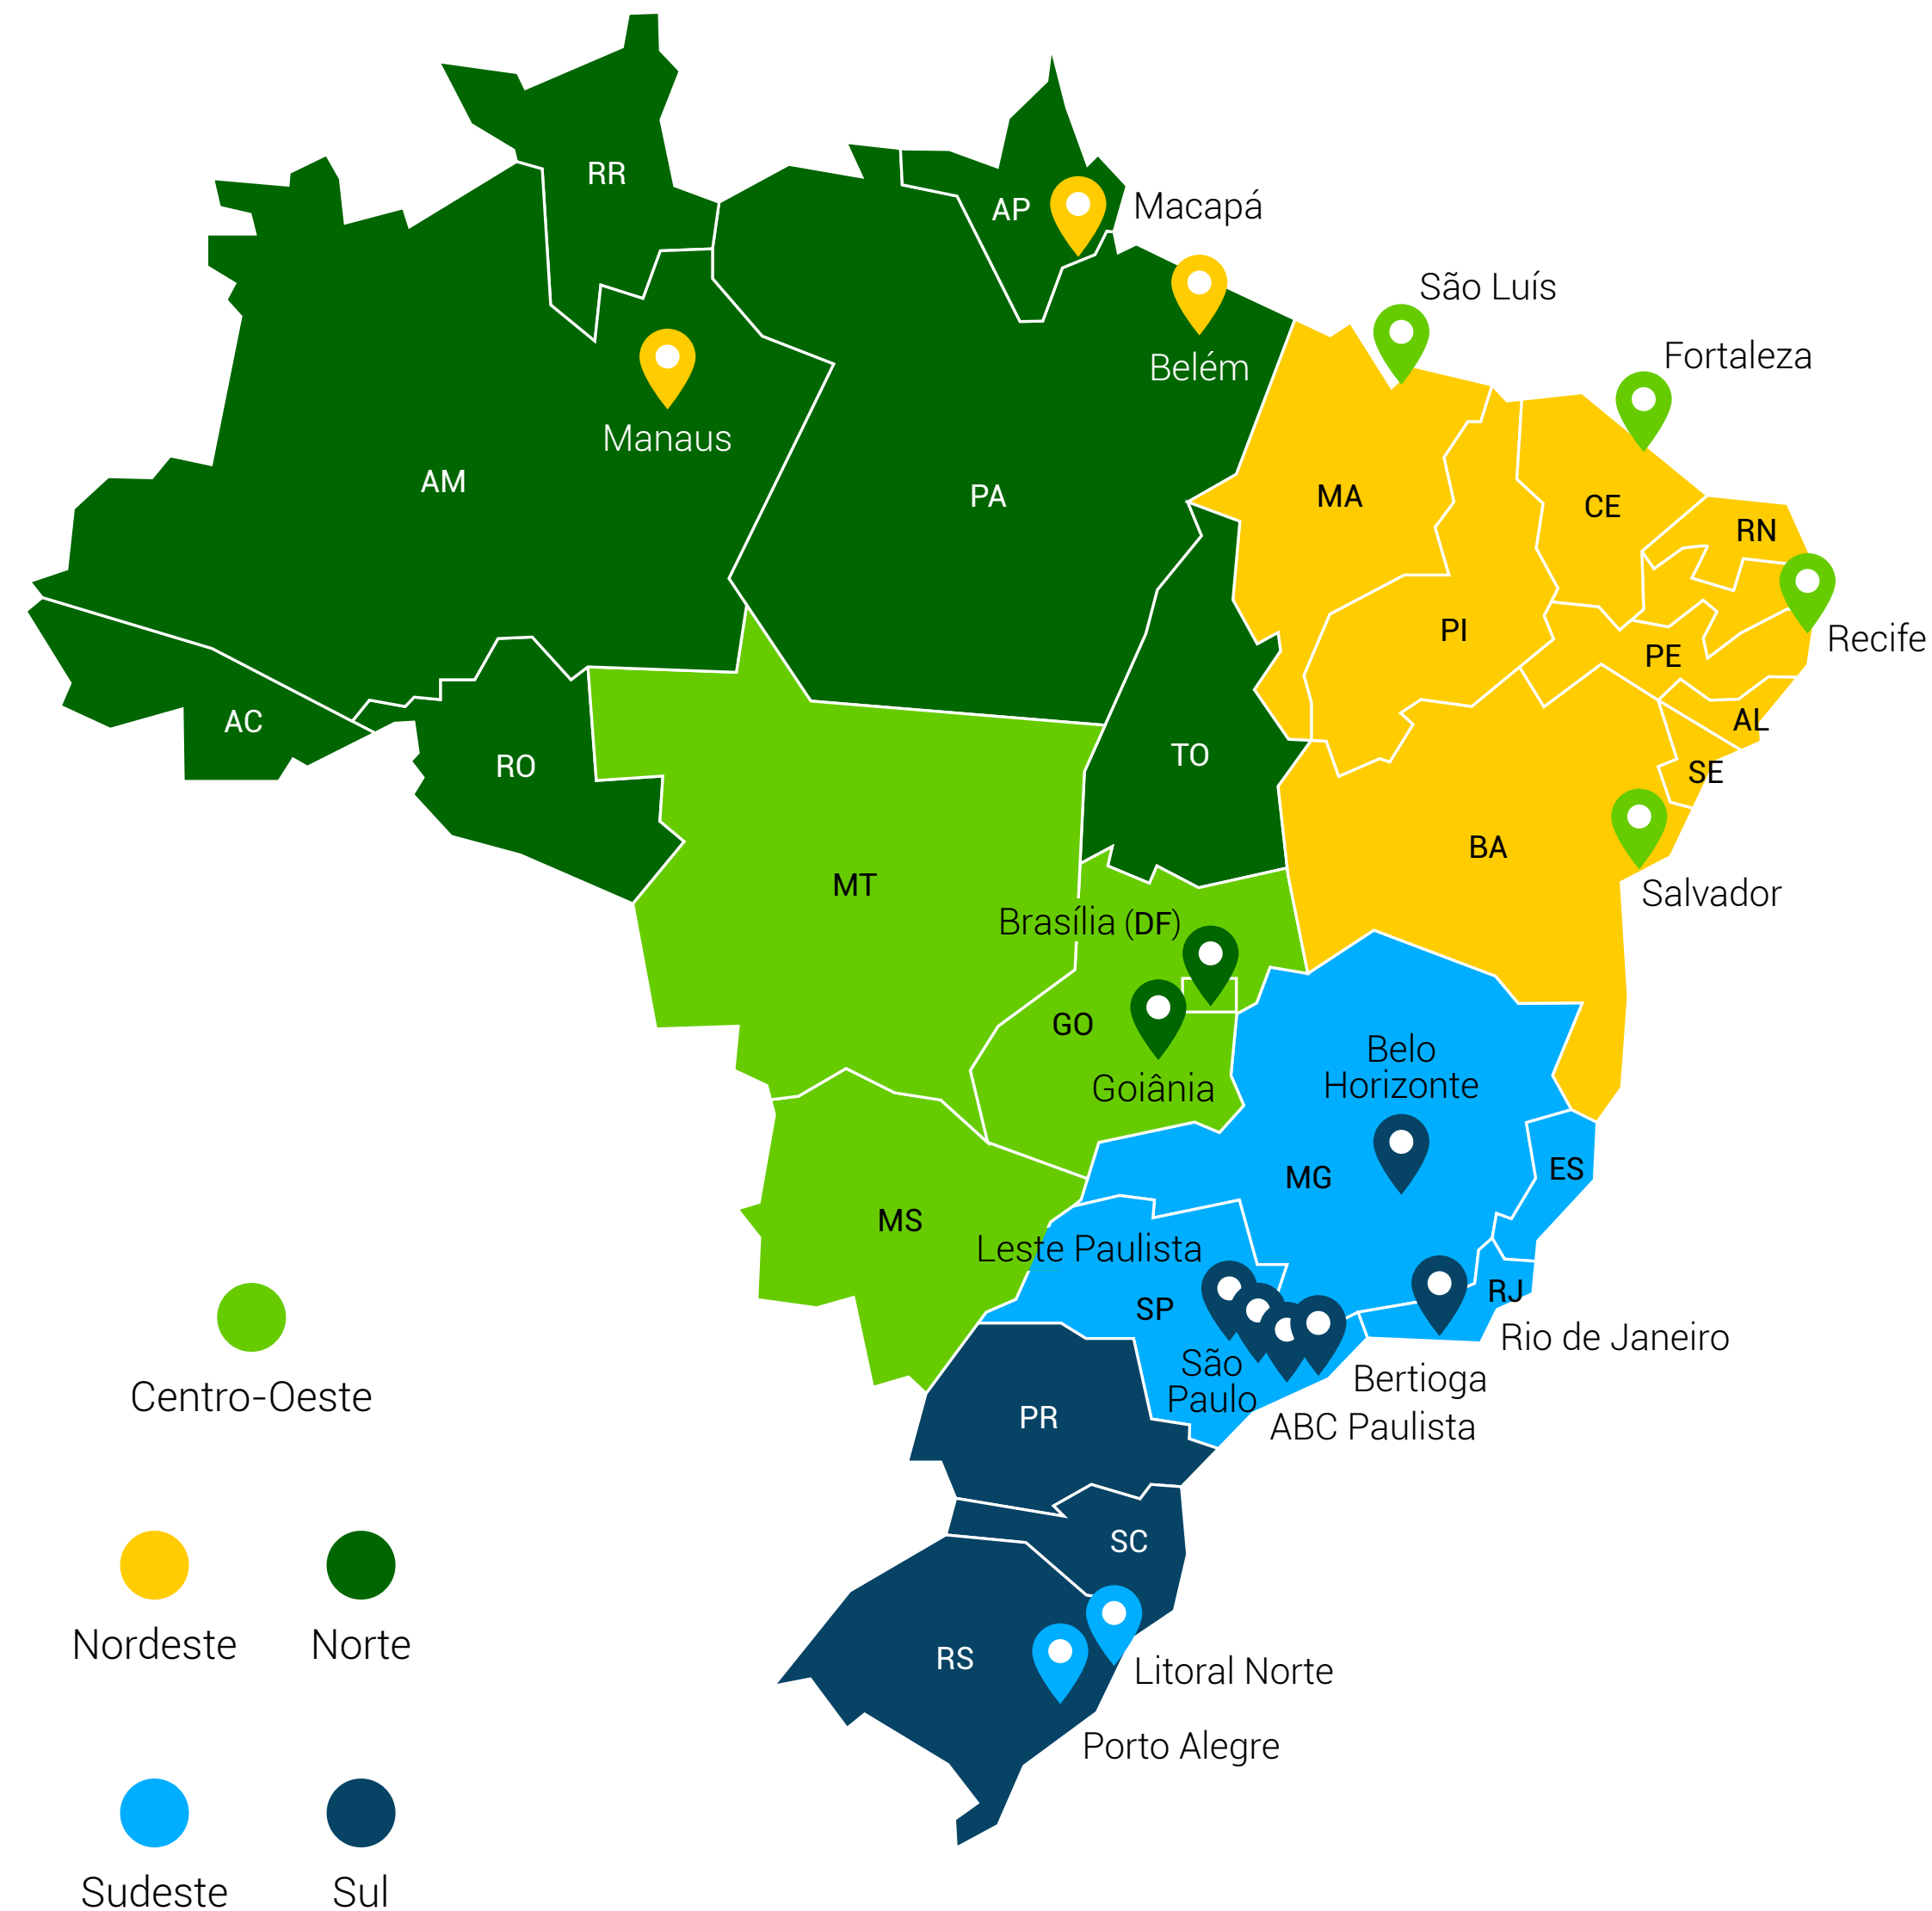 RR
AP
Macapá
São Luís
Belém
Fortaleza
Manaus
AM
PA
MA
CE
RN
PI
Recife
PE
AC
AL
RO
TO
SE
BA
MT
Salvador
Brasília (DF)
GO
Belo
Horizonte
Goiânia
MG
ES
MS
Leste Paulista
SP
RJ
Rio de Janeiro
São
Paulo
Bertioga
ABC Paulista
PR
SC
RS
Litoral Norte
Porto Alegre
Centro-Oeste
Nordeste
Norte
Sudeste
Sul